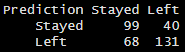 Prediction Stayed Left
Stayed 99 40
Left 68 131